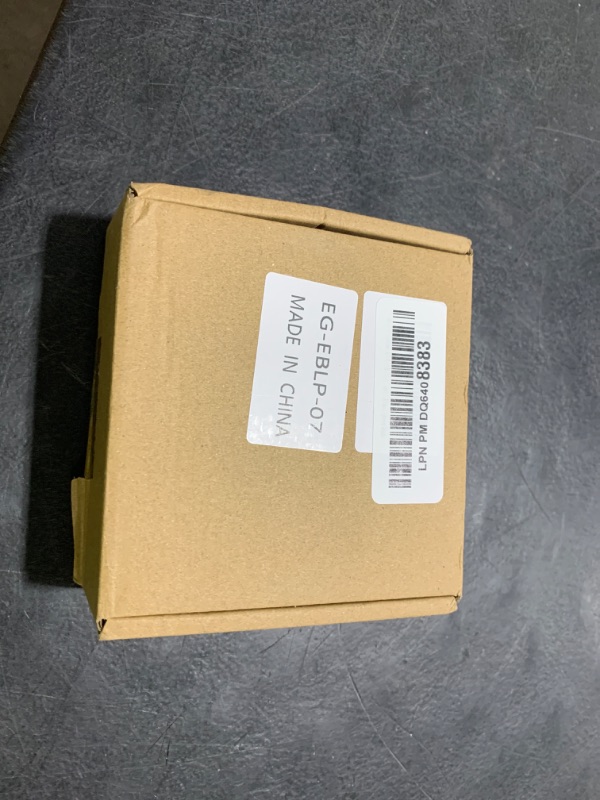 EG-EBLP-07
MADE IN CHINA
LPN PM DQ6408383